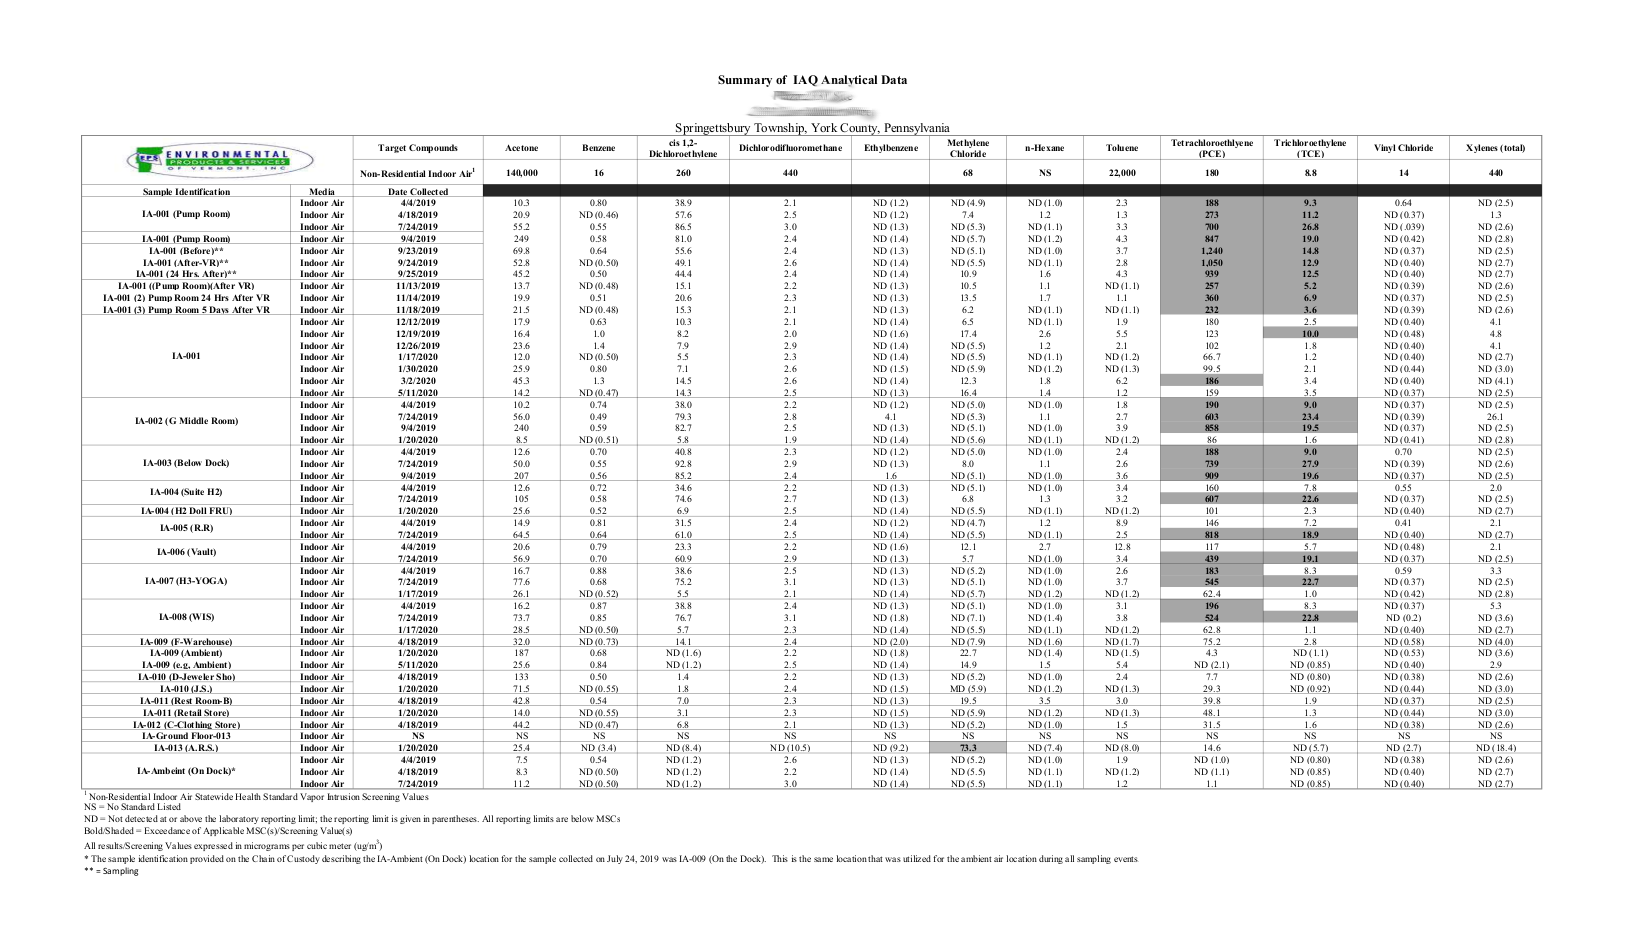 Summary of IAQ Analytical Data
Springettsbury Township, York County, Pennsylvania
EPS ENVIRONMENTAL
PRODUCTS & SERVICES
OF VERMONT, INC
Target Compounds Acetone Benzene cis 1,2-Dichloroethylene Dichlorodifluoromethane Ethylbenzene Methylene Chloride n-Hexane Toluene Tetrachloroethlyene (PCE) Trichloroethylene (TCE) Vinyl Chloride Xylenes (total)
Non-Residential Indoor Air1 140,000 16 260 440 68 NS 22,000 180 8.8 14 440
Sample Identification Media Date Collected
IA-001 (Pump Room) Indoor Air 4/4/2019 10.3 0.80 38.9 2.1 ND (1.2) ND (4.9) ND (1.0) 2.3 188 9.3 0.64 ND (2.5)
Indoor Air 4/18/2019 20.9 ND (0.46) 57.6 2.5 ND (1.2) 7.4 1.2 1.3 273 11.2 ND (0.37) 1.3
Indoor Air 7/24/2019 55.2 0.55 86.5 3.0 ND (1.3) ND (5.3) ND (1.1) 3.3 700 26.8 ND (.039) ND (2.6)
IA-001 (Pump Room) Indoor Air 9/4/2019 249 0.58 81.0 2.4 ND (1.4) ND (5.7) ND (1.2) 4.3 847 19.0 ND (0.42) ND (2.8)
IA-001 (Before)** Indoor Air 9/23/2019 69.8 0.64 55.6 2.4 ND (1.3) ND (5.1) ND (1.0) 3.7 1,240 14.8 ND (0.37) ND (2.5)
IA-001 (After-VR)** Indoor Air 9/24/2019 52.8 ND (0.50) 49.1 2.6 ND (1.4) ND (5.5) ND (1.1) 2.8 1,050 12.9 ND (0.40) ND (2.7)
IA-001 (24 Hrs. After)** Indoor Air 9/25/2019 45.2 0.50 44.4 2.4 ND (1.4) 10.9 1.6 4.3 939 12.5 ND (0.40) ND (2.7)
IA-001 ((Pump Room)(After VR) Indoor Air 11/13/2019 13.7 ND (0.48) 15.1 2.2 ND (1.3) 10.5 1.1 ND (1.1) 257 5.2 ND (0.39) ND (2.6)
IA-001 (2) Pump Room 24 Hrs After VR Indoor Air 11/14/2019 19.9 0.51 20.6 2.3 ND (1.3) 13.5 1.7 1.1 360 6.9 ND (0.37) ND (2.5)
IA-001 (3) Pump Room 5 Days After VR Indoor Air 11/18/2019 21.5 ND (0.48) 15.3 2.1 ND (1.3) 6.2 ND (1.1) ND (1.1) 232 3.6 ND (0.39) ND (2.6)
IA-001 Indoor Air 12/12/2019 17.9 0.63 10.3 2.1 ND (1.4) 6.5 ND (1.1) 1.9 180 2.5 ND (0.40) 4.1
Indoor Air 12/19/2019 16.4 1.0 8.2 2.0 ND (1.6) 17.4 2.6 5.5 123 10.0 ND (0.48) 4.8
Indoor Air 12/26/2019 23.6 1.4 7.9 2.9 ND (1.4) ND (5.5) 1.2 2.1 102 1.8 ND (0.40) 4.1
Indoor Air 1/17/2020 12.0 ND (0.50) 5.5 2.3 ND (1.4) ND (5.5) ND (1.1) ND (1.2) 66.7 1.2 ND (0.40) ND (2.7)
Indoor Air 1/30/2020 25.9 0.80 7.1 2.6 ND (1.5) ND (5.9) ND (1.2) ND (1.3) 99.5 2.1 ND (0.44) ND (3.0)
Indoor Air 3/2/2020 45.3 1.3 14.5 2.6 ND (1.4) 12.3 1.8 6.2 186 3.4 ND (0.40) ND (4.1)
Indoor Air 5/11/2020 14.2 ND (0.47) 14.3 2.5 ND (1.3) 16.4 1.4 1.2 159 3.5 ND (0.37) ND (2.5)
IA-002 (G Middle Room) Indoor Air 4/4/2019 10.2 0.74 38.0 2.2 ND (1.2) ND (5.0) ND (1.0) 1.8 190 9.0 ND (0.37) ND (2.5)
Indoor Air 7/24/2019 56.0 0.49 79.3 2.8 4.1 ND (5.3) 1.1 2.7 603 23.4 ND (0.39) 26.1
Indoor Air 9/4/2019 240 0.59 82.7 2.5 ND (1.3) ND (5.1) ND (1.0) 3.9 858 19.5 ND (0.37) ND (2.5)
Indoor Air 1/20/2020 8.5 ND (0.51) 5.8 1.9 ND (1.4) ND (5.6) ND (1.1) ND (1.2) 86 1.6 ND (0.41) ND (2.8)
IA-003 (Below Dock) Indoor Air 4/4/2019 12.6 0.70 40.8 2.3 ND (1.2) ND (5.0) ND (1.0) 2.4 188 9.0 0.70 ND (2.5)
Indoor Air 7/24/2019 50.0 0.55 92.8 2.9 ND (1.3) 8.0 1.1 2.6 739 27.9 ND (0.39) ND (2.6)
Indoor Air 9/4/2019 207 0.56 85.2 2.4 1.6 ND (5.1) ND (1.0) 3.6 909 19.6 ND (0.37) ND (2.5)
IA-004 (Suite H2) Indoor Air 4/4/2019 12.6 0.72 34.6 2.2 ND (1.3) ND (5.1) ND (1.0) 3.4 160 7.8 0.55 2.0
Indoor Air 7/24/2019 105 0.58 74.6 2.7 ND (1.3) 6.8 1.3 3.2 607 22.6 ND (0.37) ND (2.5)
IA-004 (H2 Doll FRU) Indoor Air 1/20/2020 25.6 0.52 6.9 2.5 ND (1.4) ND (5.5) ND (1.1) ND (1.2) 101 2.3 ND (0.40) ND (2.7)
IA-005 (R.R) Indoor Air 4/4/2019 14.9 0.81 31.5 2.4 ND (1.2) ND (4.7) 1.2 8.9 146 7.2 0.41 2.1
Indoor Air 7/24/2019 64.5 0.64 61.0 2.5 ND (1.4) ND (5.5) ND (1.1) 2.5 818 18.9 ND (0.40) ND (2.7)
IA-006 (Vault) Indoor Air 4/4/2019 20.6 0.79 23.3 2.2 ND (1.6) 12.1 2.7 12.8 117 5.7 ND (0.48) 2.1
Indoor Air 7/24/2019 56.9 0.70 60.9 2.9 ND (1.3) 5.7 ND (1.0) 3.4 439 19.1 ND (0.37) ND (2.5)
IA-007 (H3-YOGA) Indoor Air 4/4/2019 16.7 0.88 38.6 2.5 ND (1.3) ND (5.2) ND (1.0) 2.6 183 8.3 0.59 3.3
Indoor Air 7/24/2019 77.6 0.68 75.2 3.1 ND (1.3) ND (5.1) ND (1.0) 3.7 545 22.7 ND (0.37) ND (2.5)
Indoor Air 1/17/2020 26.1 ND (0.52) 5.5 2.1 ND (1.4) ND (5.7) ND (1.2) ND (1.2) 62.4 1.0 ND (0.42) ND (2.8)
IA-008 (WIS) Indoor Air 4/4/2019 16.2 0.87 38.8 2.4 ND (1.3) ND (5.1) ND (1.0) 3.1 196 8.3 ND (0.37) 5.3
Indoor Air 7/24/2019 73.7 0.85 76.7 3.1 ND (1.8) ND (7.1) ND (1.4) 3.8 524 22.8 ND (0.2) ND (3.6)
Indoor Air 1/17/2020 28.5 ND (0.50) 5.7 2.3 ND (1.4) ND (5.5) ND (1.1) ND (1.2) 62.8 1.1 ND (0.40) ND (2.7)
IA-009 (F-Warehouse) Indoor Air 4/18/2019 32.0 ND (0.73) 14.1 2.4 ND (2.0) ND (7.9) ND (1.6) ND (1.7) 75.2 2.8 ND (0.58) ND (4.0)
IA-009 (Ambient) Indoor Air 1/20/2020 187 0.68 ND (1.6) 2.2 ND (1.8) 22.7 ND (1.4) ND (1.5) 4.3 ND (1.1) ND (0.53) ND (3.6)
IA-009 (e.g, Ambient) Indoor Air 5/11/2020 25.6 0.84 ND (1.2) 2.5 ND (1.4) 14.9 1.5 5.4 ND (2.1) ND (0.85) ND (0.40) 2.9
IA-010 (D-Jeweler Sho) Indoor Air 4/18/2019 133 0.50 1.4 2.2 ND (1.3) ND (5.2) ND (1.0) 2.4 7.7 ND (0.80) ND (0.38) ND (2.6)
IA-010 (J.S.) Indoor Air 1/20/2020 71.5 ND (0.55) 1.8 2.4 ND (1.5) MD (5.9) ND (1.2) ND (1.3) 29.3 ND (0.92) ND (0.44) ND (3.0)
IA-011 (Rest Room-B) Indoor Air 4/18/2019 42.8 0.54 7.0 2.3 ND (1.3) 19.5 3.5 3.0 39.8 1.9 ND (0.37) ND (2.5)
IA-011 (Retail Store) Indoor Air 1/20/2020 14.0 ND (0.55) 3.1 2.3 ND (1.5) ND (5.9) ND (1.2) ND (1.3) 48.1 1.3 ND (0.44) ND (3.0)
IA-012 (C-Clothing Store) Indoor Air 4/18/2019 44.2 ND (0.47) 6.8 2.1 ND (1.3) ND (5.2) ND (1.0) 1.5 31.5 1.6 ND (0.38) ND (2.6)
IA-Ground Floor-013 Indoor Air NS NS NS NS NS NS NS NS NS NS NS NS NS
IA-013 (A.R.S.) Indoor Air 1/20/2020 25.4 ND (3.4) ND (8.4) ND (10.5) ND (9.2) 73.3 ND (7.4) ND (8.0) 14.6 ND (5.7) ND (2.7) ND (18.4)
IA-Ambeint (On Dock)* Indoor Air 4/4/2019 7.5 0.54 ND (1.2) 2.6 ND (1.3) ND (5.2) ND (1.0) 1.9 ND (1.0) ND (0.80) ND (0.38) ND (2.6)
Indoor Air 4/18/2019 8.3 ND (0.50) ND (1.2) 2.2 ND (1.4) ND (5.5) ND (1.1) ND (1.2) ND (1.1) ND (0.85) ND (0.40) ND (2.7)
Indoor Air 7/24/2019 11.2 ND (0.50) ND (1.2) 3.0 ND (1.4) ND (5.5) ND (1.1) 1.2 1.1 ND (0.85) ND (0.40) ND (2.7)
1 Non-Residential Indoor Air Statewide Health Standard Vapor Intrusion Screening Values
NS = No Standard Listed
ND = Not detected at or above the laboratory reporting limit; the reporting limit is given in parentheses. All reporting limits are below MSCs
Bold/Shaded = Exceedance of Applicable MSC(s)/Screening Value(s)
All results/Screening Values expressed in micrograms per cubic meter (ug/m3)
* The sample identification provided on the Chain of Custody describing the IA-Ambient (On Dock) location for the sample collected on July 24, 2019 was IA-009 (On the Dock). This is the same location that was utilized for the ambient air location during all sampling events
** = Sampling